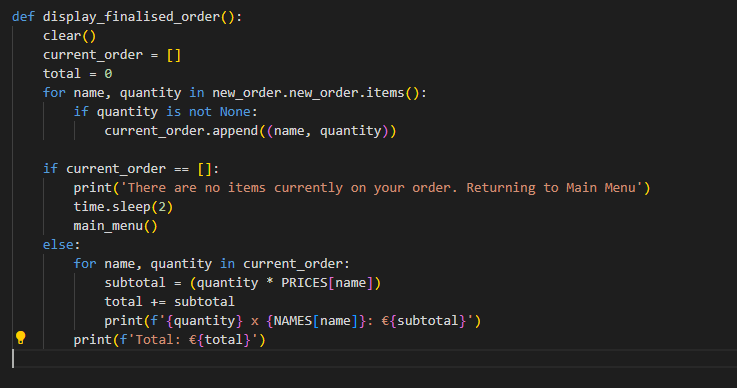 def display_finalised_order():
    clear()
    current_order = []
    total = 0
    for name, quantity in new_order.new_order.items():
        if quantity is not None:
            current_order.append((name, quantity))

    if current_order == []:
        print('There are no items currently on your order. Returning to Main Menu')
        time.sleep(2)
        main_menu()
    else:
        for name, quantity in current_order:
            subtotal = (quantity * PRICES[name])
            total += subtotal
            print(f'{quantity} x {NAMES[name]}: €{subtotal}')
        print(f'Total: €{total}')